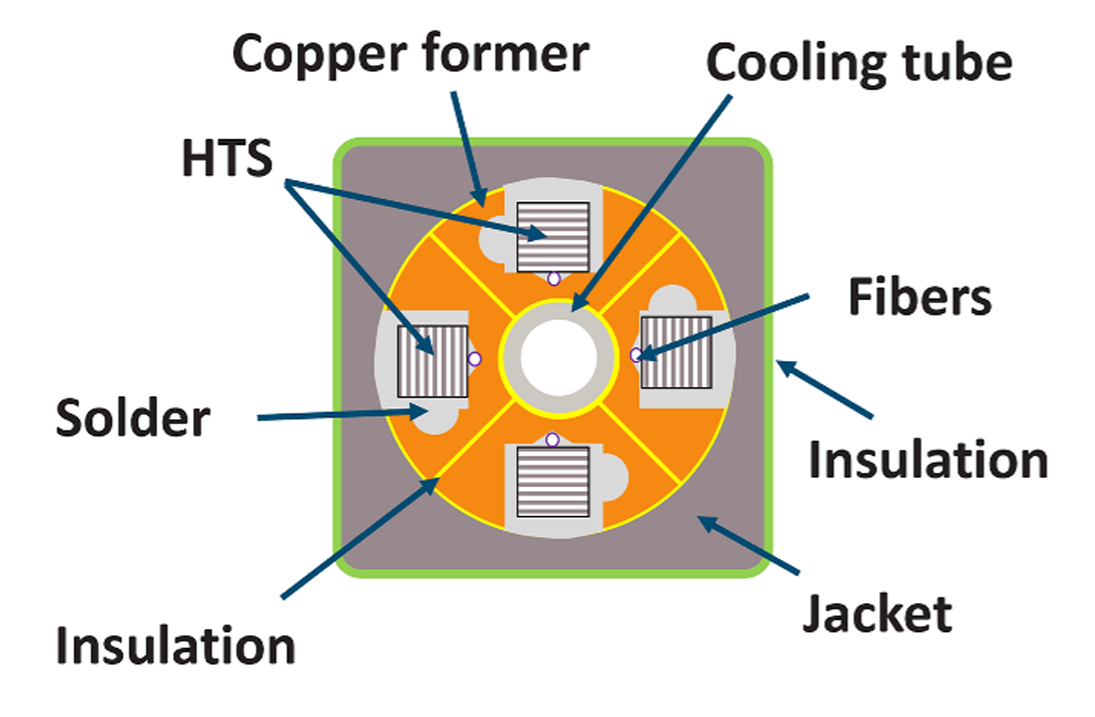 Copper former
Cooling tube
HTS
Fibers
Solder
Insulation
Insulation
Jacket